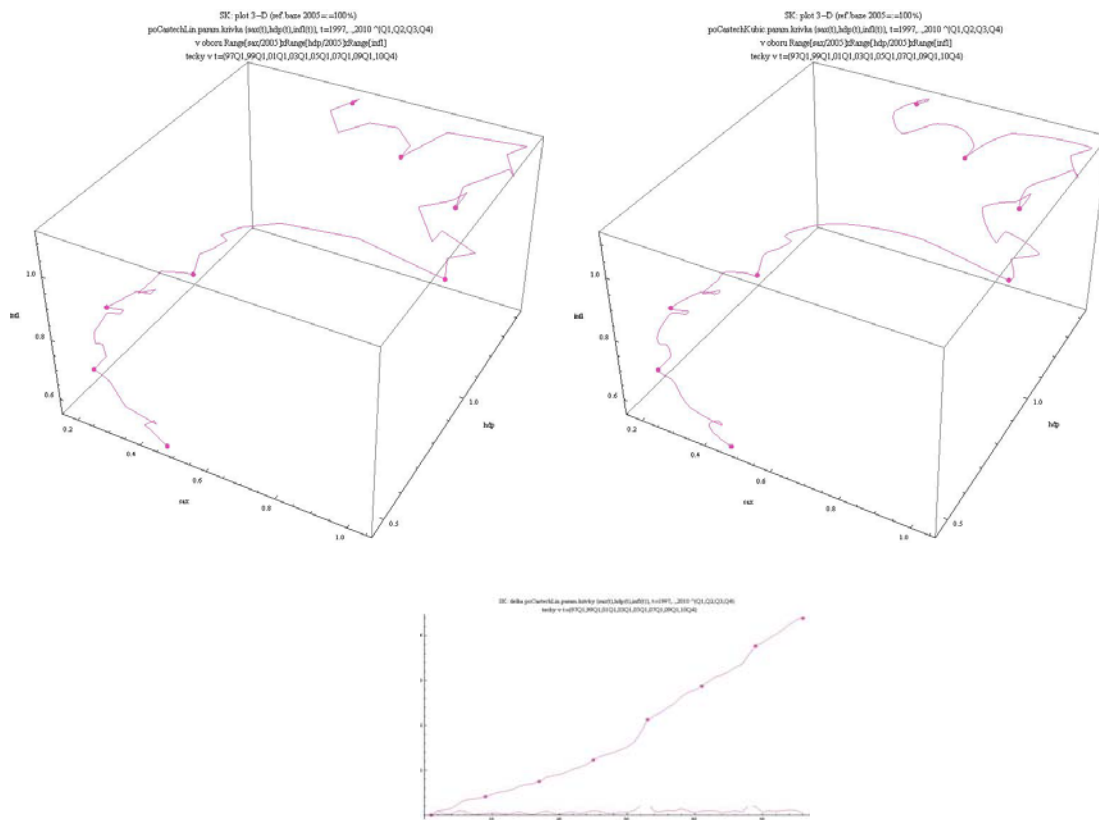 SK: plot 3-D (ref.baze 2005==100%)
poCastechLin.param.krivka (sax(t),hdp(t),infl(t)), t=1997,..,2010 ^(Q1,Q2,Q3,Q4)
v oboru Range[sax/2005]xRange[hdp/2005]xRange[infl]
tecky v t=(97Q1,99Q1,01Q1,03Q1,05Q1,07Q1,09Q1,10Q4)
1.0
infl
0.8
0.6
0.2
0.4
sax
0.6
0.8
1.0
0.5
1.0
hdp
SK: plot 3-D (ref.baze 2005==100%)
poCastechKubic.param.krivka (sax(t),hdp(t),infl(t)), t=1997,..,2010 ^(Q1,Q2,Q3,Q4)
v oboru Range[sax/2005]xRange[hdp/2005]xRange[infl]
tecky v t=(97Q1,99Q1,01Q1,03Q1,05Q1,07Q1,09Q1,10Q4)
1.0
infl
0.8
0.6
0.2
0.4
sax
0.6
0.8
1.0
0.5
1.0
hdp
SK: delka poCastechLin.param.krivky (sax(t),hdp(t),infl(t)), t=1997,..,2010 ^(Q1,Q2,Q3,Q4)
tecky v t=(97Q1,99Q1,01Q1,03Q1,05Q1,07Q1,09Q1,10Q4)